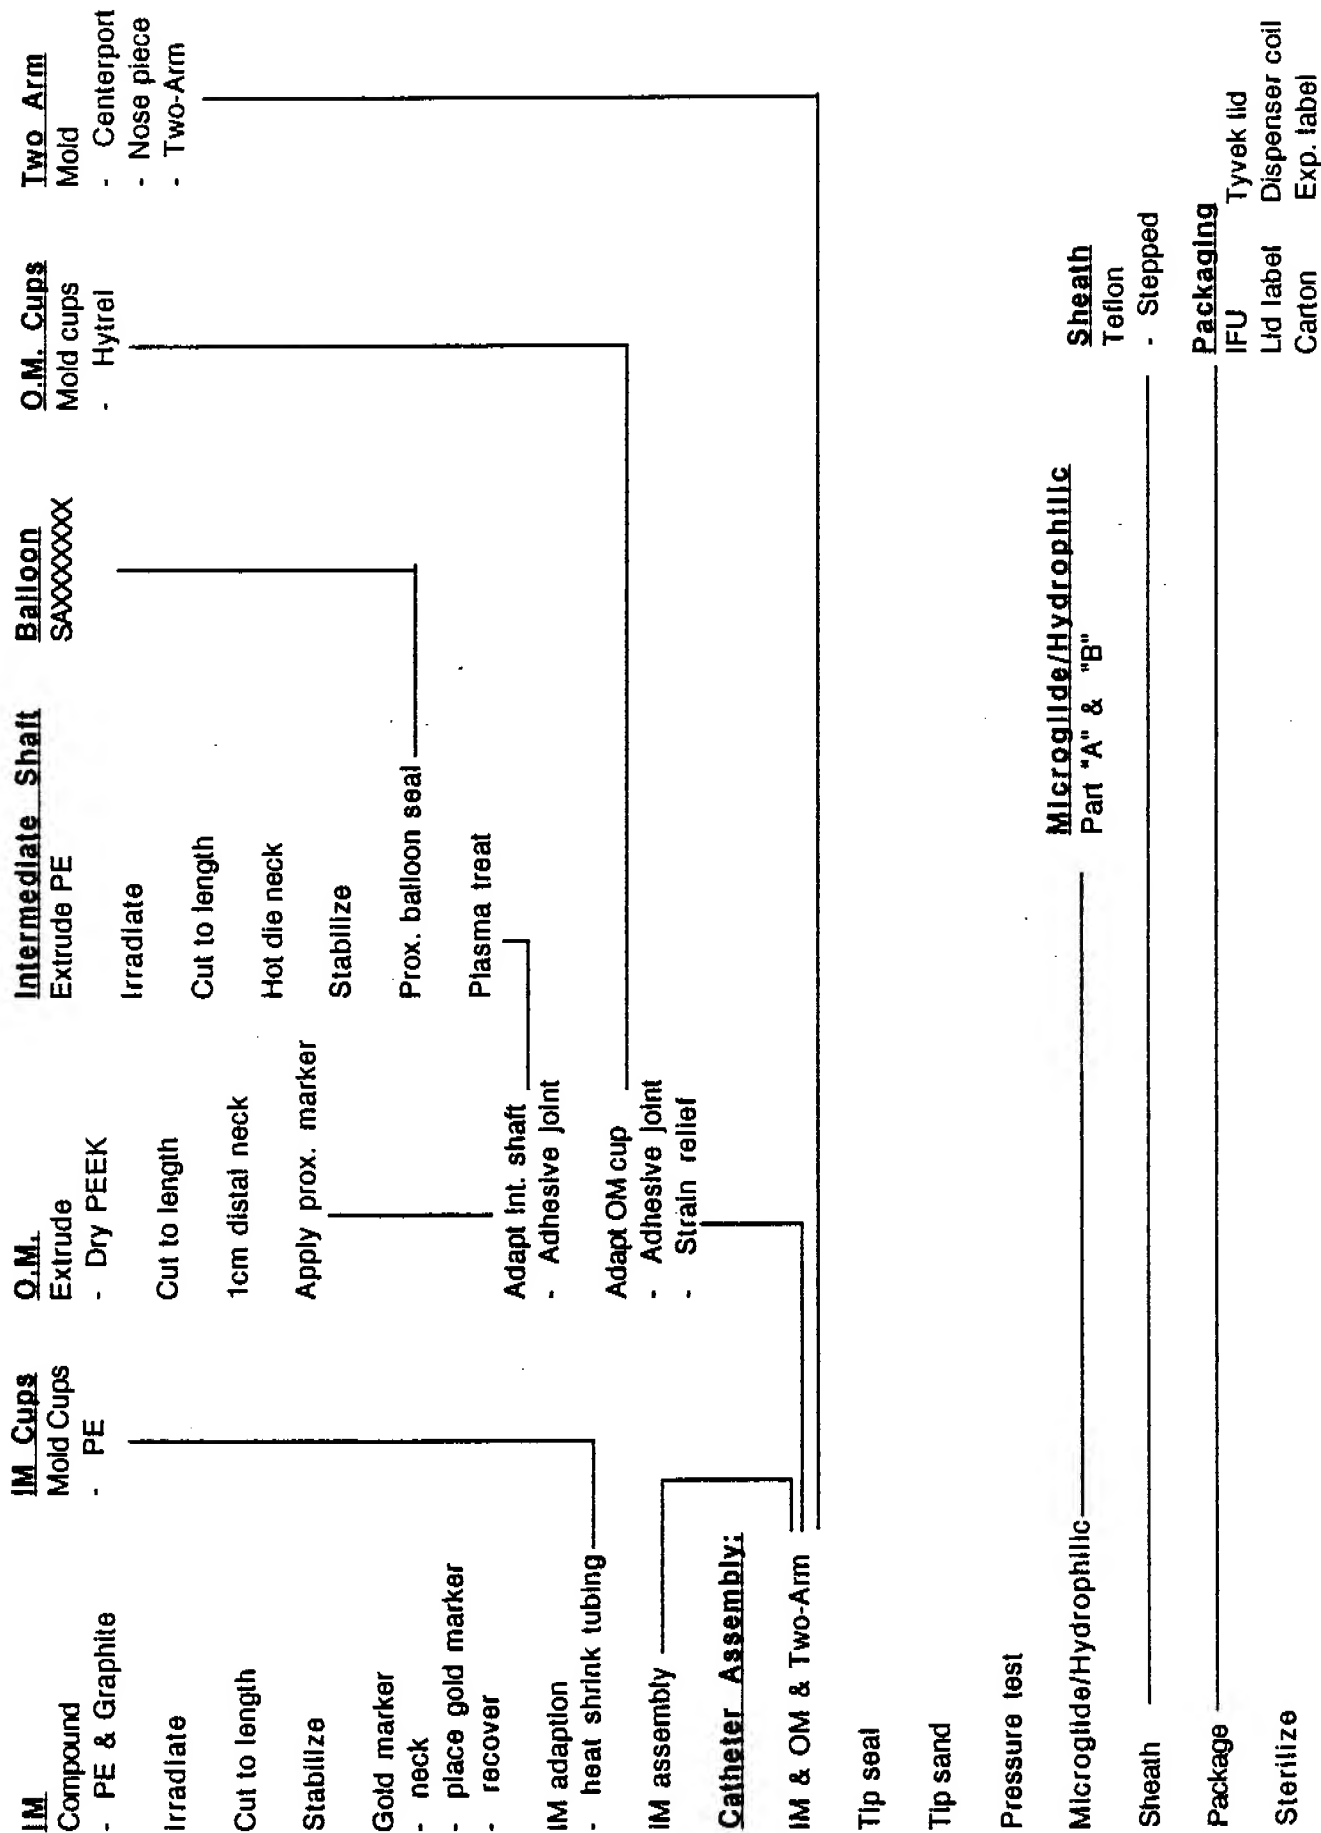 IM
Compound
- PE & Graphite
Irradiate
Cut to length
Stabilize
Gold marker
- neck
- place gold marker
- recover
IM adaption
- heat shrink tubing
IM assembly
IM Cups
Mold Cups
- PE
O.M.
Extrude
- Dry PEEK
Cut to length
1cm distal neck
Apply prox. marker
Adapt Int. shaft
- Adhesive joint
Adapt OM cup
- Adhesive joint
- Strain relief
Intermediate Shaft
Extrude PE
Irradiate
Cut to length
Hot die neck
Stabilize
Prox. balloon seal
Plasma treat
Balloon
SAXXXXXXX
O.M. Cups
Mold cups
- Hytrel
Two Arm
Mold
- Centerport
- Nose piece
- Two-Arm
Catheter Assembly:
IM & OM & Two-Arm
Tip seal
Tip sand
Pressure test
Microglide/Hydrophilic
Sheath
Package
Sterilize
Microglide/Hydrophilic
Part "A" & "B"
Sheath
Teflon
- Stepped
Packaging
IFU Tyvek lid
Lid label Dispenser coil
Carton Exp. label